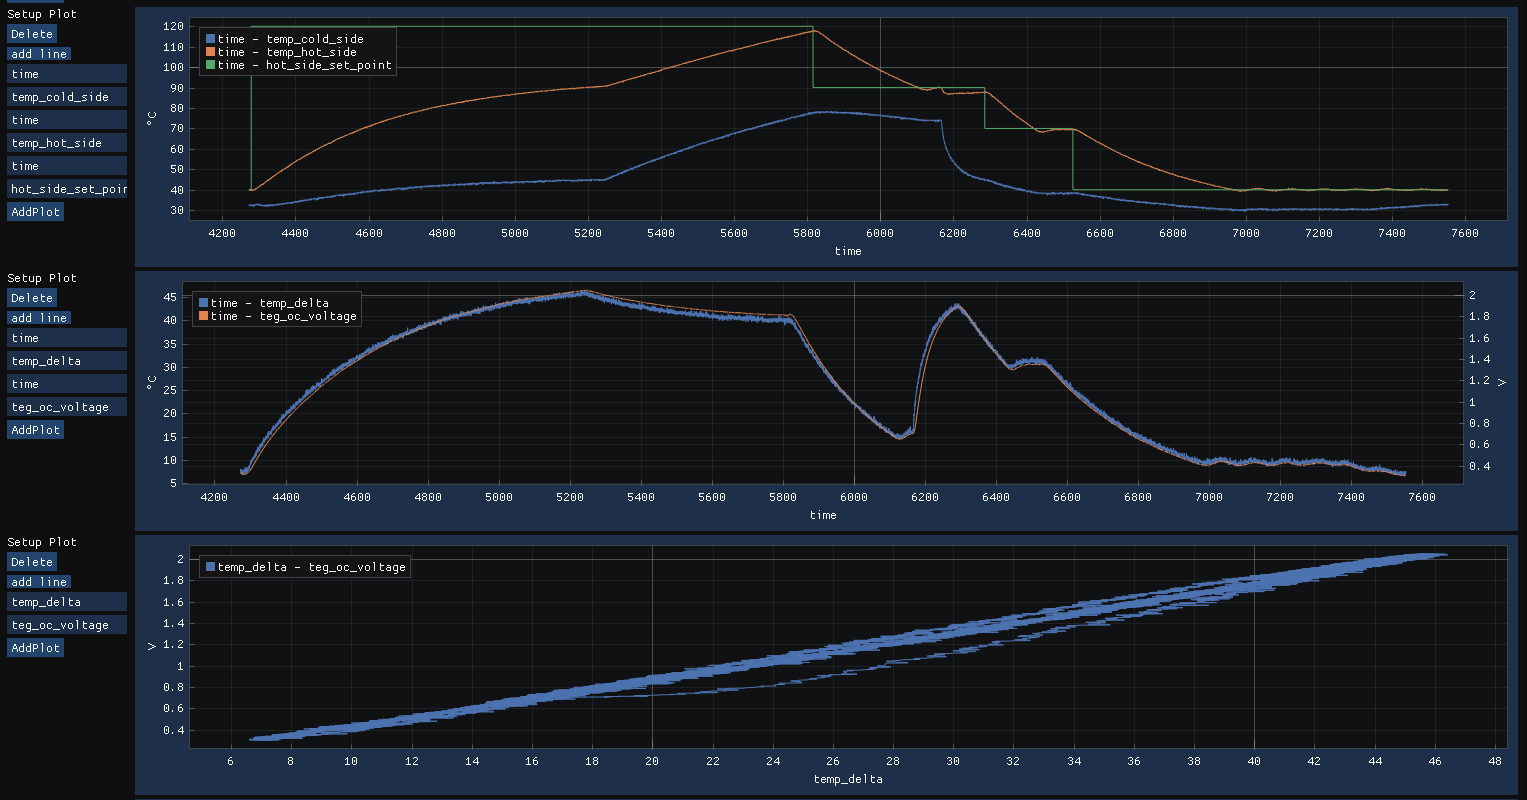 Setup Plot
Delete
add line
time
temp_cold_side
time
temp_hot_side
time
hot_side_set_poin
AddPlot
time - temp_cold_side
time - temp_hot_side
time - hot_side_set_point
°C
120
110
100
90
80
70
60
50
40
30
4200 4400 4600 4800 5000 5200 5400 5600 5800 6000 6200 6400 6600 6800 7000 7200 7400 7600
time
Setup Plot
Delete
add line
time
temp_delta
time
teg_oc_voltage
AddPlot
time - temp_delta
time - teg_oc_voltage
°C
45
40
35
30
25
20
15
10
5
2
1.8
1.6
1.4
1.2
1
0.8
0.6
0.4
V
4200 4400 4600 4800 5000 5200 5400 5600 5800 6000 6200 6400 6600 6800 7000 7200 7400 7600
time
Setup Plot
Delete
add line
temp_delta
teg_oc_voltage
AddPlot
temp_delta - teg_oc_voltage
V
2
1.8
1.6
1.4
1.2
1
0.8
0.6
0.4
6 8 10 12 14 16 18 20 22 24 26 28 30 32 34 36 38 40 42 44 46 48
temp_delta